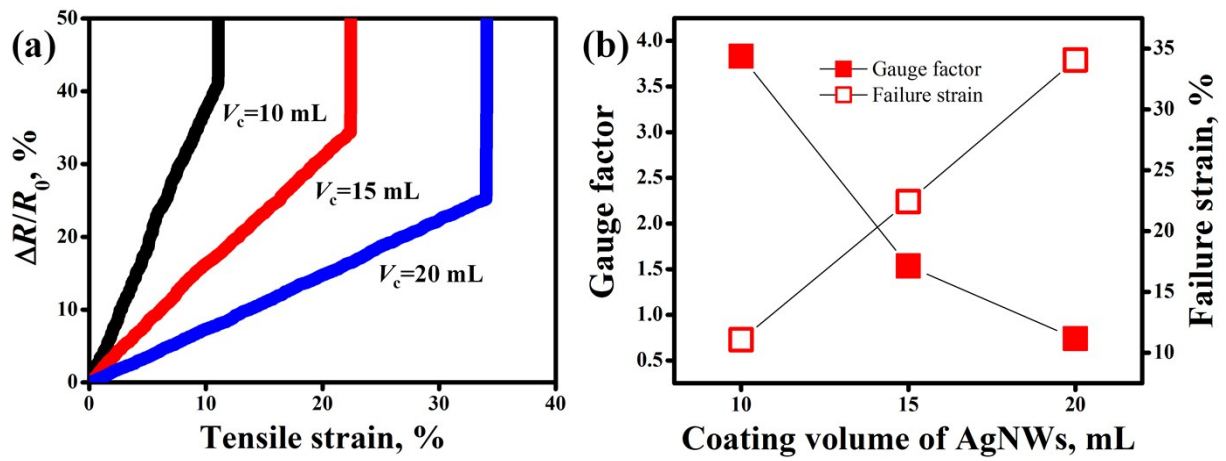 (a)
50
40
30
20
10
0
ΔR/R₀, %
V꜀=10 mL
V꜀=15 mL
V꜀=20 mL
0 10 20 30 40
Tensile strain, %
(b)
4.0
3.5
3.0
2.5
2.0
1.5
1.0
0.5
Gauge factor
Gauge factor
Failure strain
35
30
25
20
15
10
Failure strain, %
10 15 20
Coating volume of AgNWs, mL